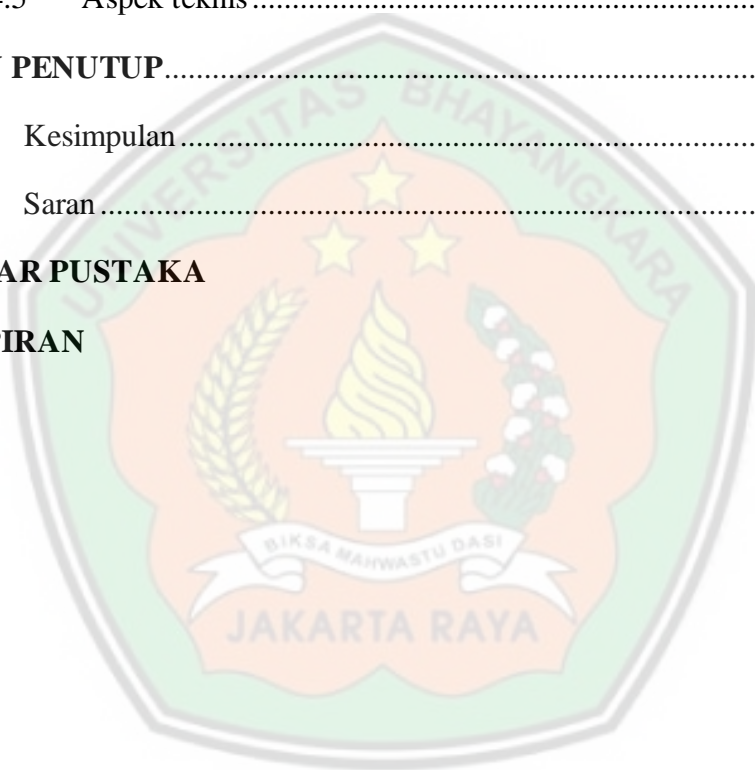 Aspek teknis
PENUTUP
Kesimpulan
Saran
AR PUSTAKA
IRAN
UNIVERSITAS BHAYANGKARA
BIKSA MAHWASTU DASI
JAKARTA RAYA